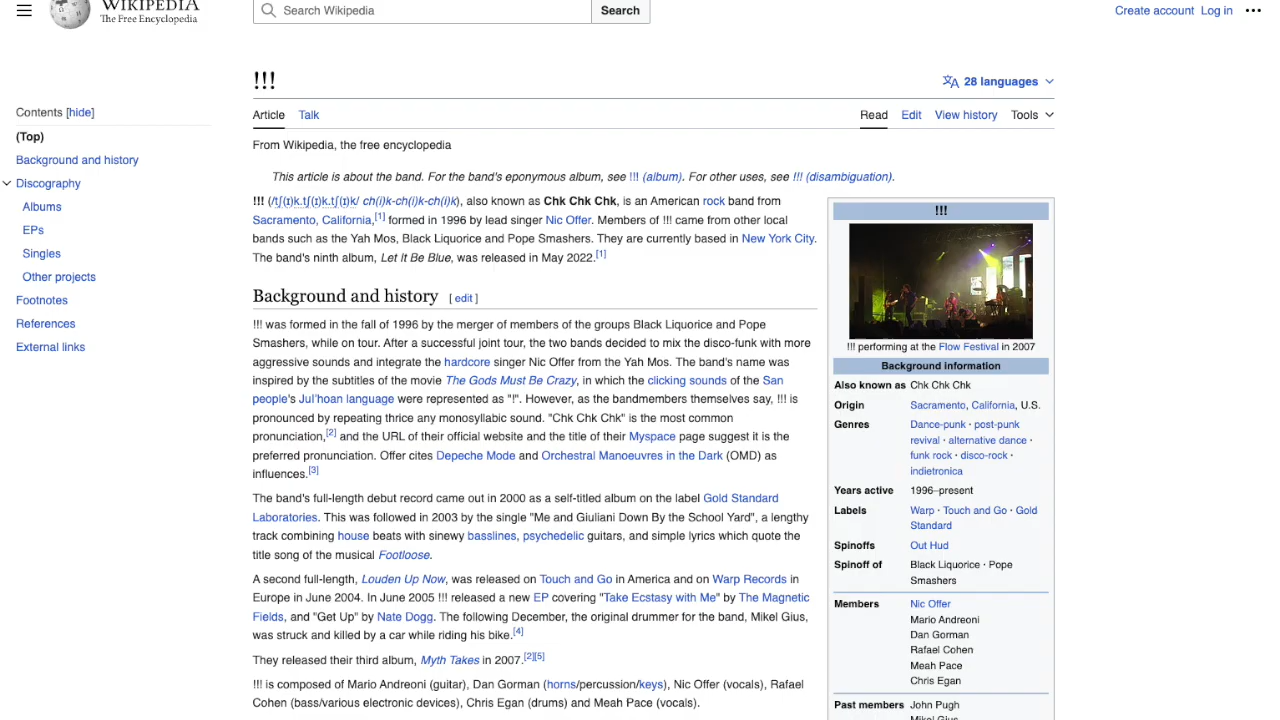 WIKIPEDIA
The Free Encyclopedia
Search Wikipedia
Search
Create account
Log in
Contents [hide]
(Top)
Background and history
Discography
Albums
EPs
Singles
Other projects
Footnotes
References
External links
!!!
28 languages
Article
Talk
Read
Edit
View history
Tools
From Wikipedia, the free encyclopedia
This article is about the band. For the band's eponymous album, see !!! (album). For other uses, see !!! (disambiguation).
!!! (/tʃ(ɪ)k.tʃ(ɪ)k.tʃ(ɪ)k/ ch(i)k-ch(i)k-ch(i)k), also known as Chk Chk Chk, is an American rock band from
Sacramento, California,[1] formed in 1996 by lead singer Nic Offer. Members of !!! came from other local
bands such as the Yah Mos, Black Liquorice and Pope Smashers. They are currently based in New York City.
The band's ninth album, Let It Be Blue, was released in May 2022.[1]
Background and history [ edit ]
!!! was formed in the fall of 1996 by the merger of members of the groups Black Liquorice and Pope
Smashers, while on tour. After a successful joint tour, the two bands decided to mix the disco-funk with more
aggressive sounds and integrate the hardcore singer Nic Offer from the Yah Mos. The band's name was
inspired by the subtitles of the movie The Gods Must Be Crazy, in which the clicking sounds of the San
people's Juǀʼhoan language were represented as "!". However, as the bandmembers themselves say, !!! is
pronounced by repeating thrice any monosyllabic sound. "Chk Chk Chk" is the most common
pronunciation,[2] and the URL of their official website and the title of their Myspace page suggest it is the
preferred pronunciation. Offer cites Depeche Mode and Orchestral Manoeuvres in the Dark (OMD) as
influences.[3]
The band's full-length debut record came out in 2000 as a self-titled album on the label Gold Standard
Laboratories. This was followed in 2003 by the single "Me and Giuliani Down By the School Yard", a lengthy
track combining house beats with sinewy basslines, psychedelic guitars, and simple lyrics which quote the
title song of the musical Footloose.
A second full-length, Louden Up Now, was released on Touch and Go in America and on Warp Records in
Europe in June 2004. In June 2005 !!! released a new EP covering "Take Ecstasy with Me" by The Magnetic
Fields, and "Get Up" by Nate Dogg. The following December, the original drummer for the band, Mikel Gius,
was struck and killed by a car while riding his bike.[4]
They released their third album, Myth Takes in 2007.[2][5]
!!! is composed of Mario Andreoni (guitar), Dan Gorman (horns/percussion/keys), Nic Offer (vocals), Rafael
Cohen (bass/various electronic devices), Chris Egan (drums) and Meah Pace (vocals).
!!!
!!! performing at the Flow Festival in 2007
Background information
Also known as Chk Chk Chk
Origin Sacramento, California, U.S.
Genres Dance-punk · post-punk
revival · alternative dance ·
funk rock · disco-rock ·
indietronica
Years active 1996–present
Labels Warp · Touch and Go · Gold
Standard
Spinoffs Out Hud
Spinoff of Black Liquorice · Pope
Smashers
Members Nic Offer
Mario Andreoni
Dan Gorman
Rafael Cohen
Meah Pace
Chris Egan
Past members John Pugh
Mikel Gius